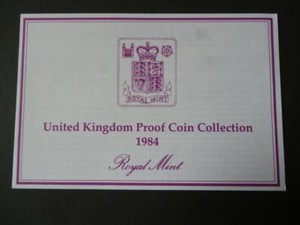 ROYAL MINT
United Kingdom Proof Coin Collection
1984
Royal Mint